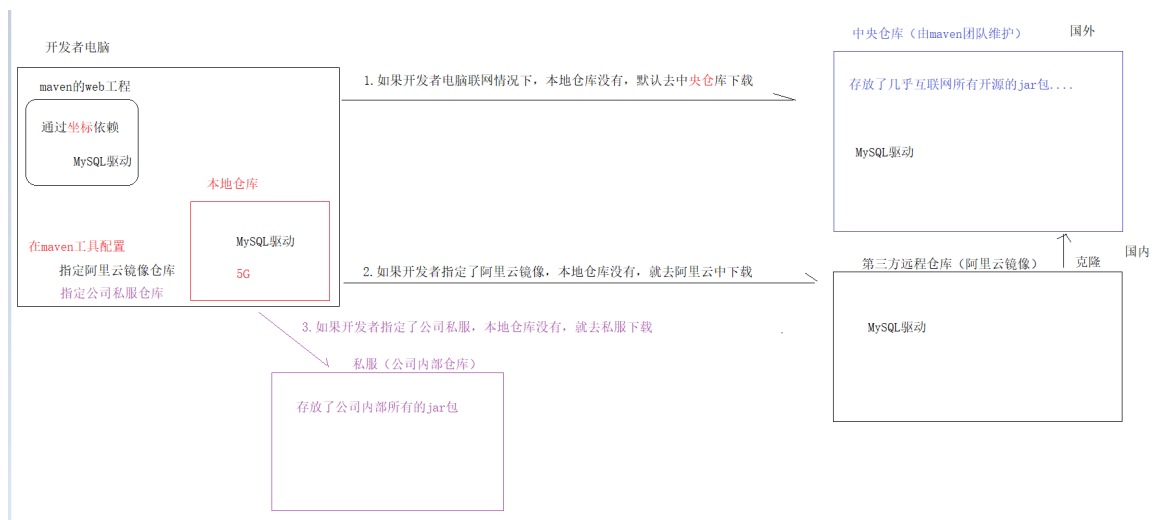 开发者电脑
maven的web工程
通过坐标依赖
MySQL驱动
本地仓库
MySQL驱动
5G
在maven工具配置
指定阿里云镜像仓库
指定公司私服仓库
1.如果开发者电脑联网情况下，本地仓库没有，默认去中央仓库下载
中央仓库（由maven团队维护）
国外
存放了几乎互联网所有开源的jar包....
MySQL驱动
2.如果开发者指定了阿里云镜像，本地仓库没有，就去阿里云中下载
第三方远程仓库（阿里云镜像）
克隆
国内
MySQL驱动
3.如果开发者指定了公司私服，本地仓库没有，就去私服下载
私服（公司内部仓库）
存放了公司内部所有的jar包